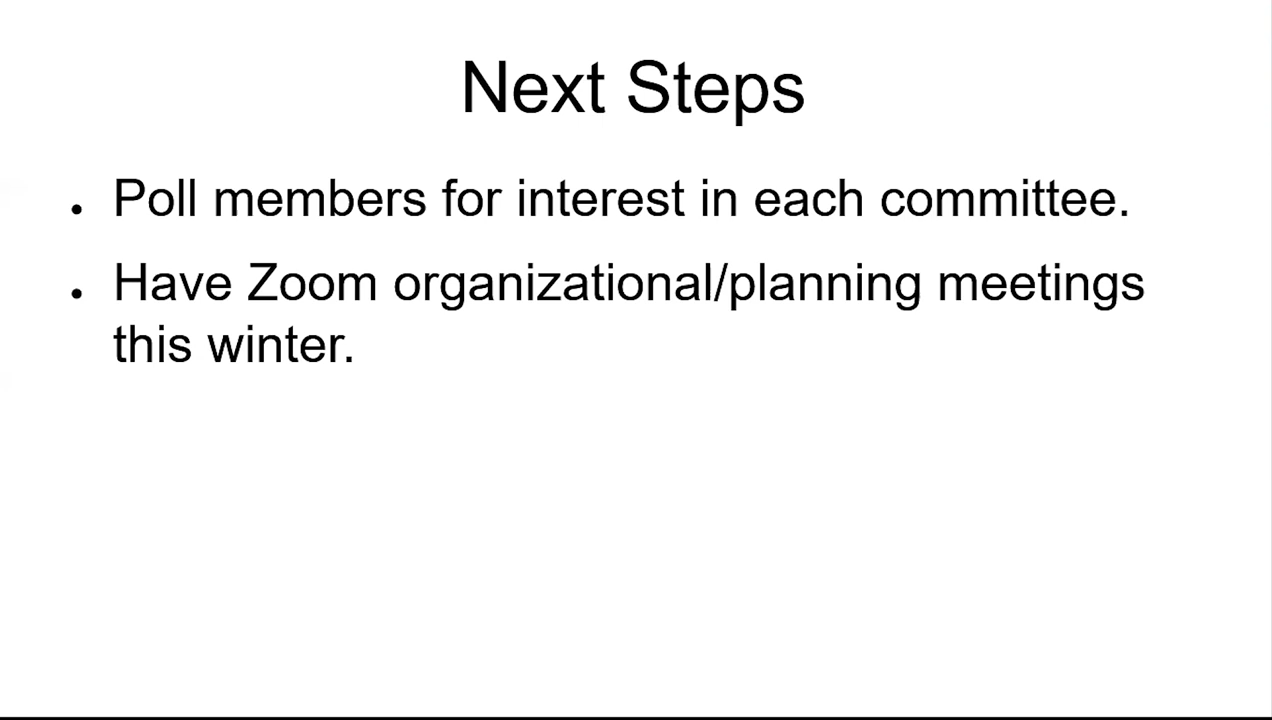 Next Steps
• Poll members for interest in each committee.
• Have Zoom organizational/planning meetings
this winter.